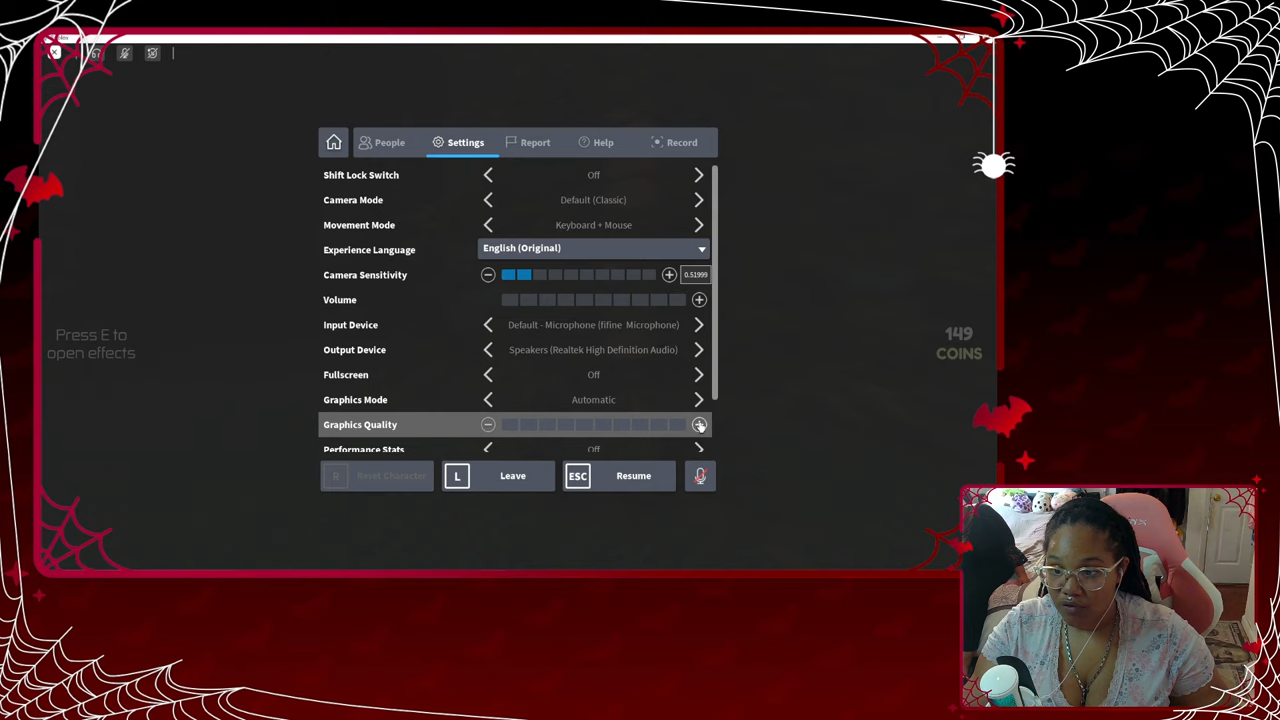 People Settings Report Help Record
Shift Lock Switch Off
Camera Mode Default (Classic)
Movement Mode Keyboard + Mouse
Experience Language English (Original)
Camera Sensitivity 0.51999
Volume
Input Device Default - Microphone (fifine Microphone)
Output Device Speakers (Realtek High Definition Audio)
Fullscreen Off
Graphics Mode Automatic
Graphics Quality
Performance Stats Off
R Reset Character L Leave ESC Resume
Press E to
open effects
149
COINS